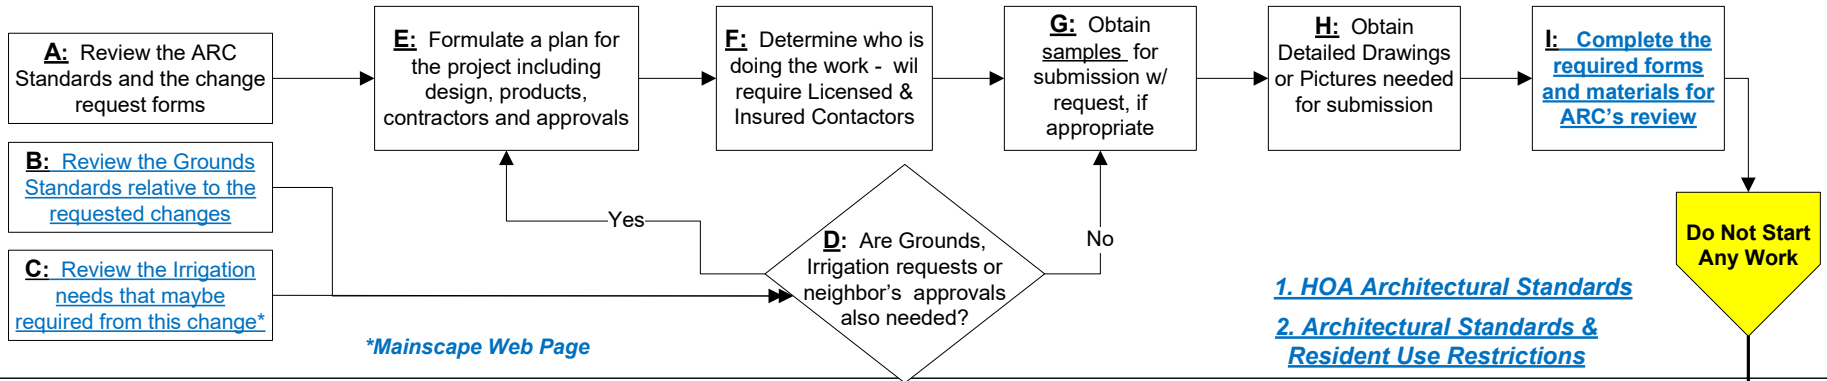 A: Review the ARC
Standards and the change
request forms
B: Review the Grounds
Standards relative to the
requested changes
C: Review the Irrigation
needs that maybe
required from this change*
E: Formulate a plan for
the project including
design, products,
contractors and approvals
F: Determine who is
doing the work - wil
require Licensed &
Insured Contactors
G: Obtain
samples for
submission w/
request, if
appropriate
H: Obtain
Detailed Drawings
or Pictures needed
for submission
I: Complete the
required forms
and materials for
ARC's review
Yes
D: Are Grounds,
Irrigation requests or
neighbor's approvals
also needed?
No
Do Not Start
Any Work
*Mainscape Web Page
1. HOA Architectural Standards
2. Architectural Standards &
Resident Use Restrictions